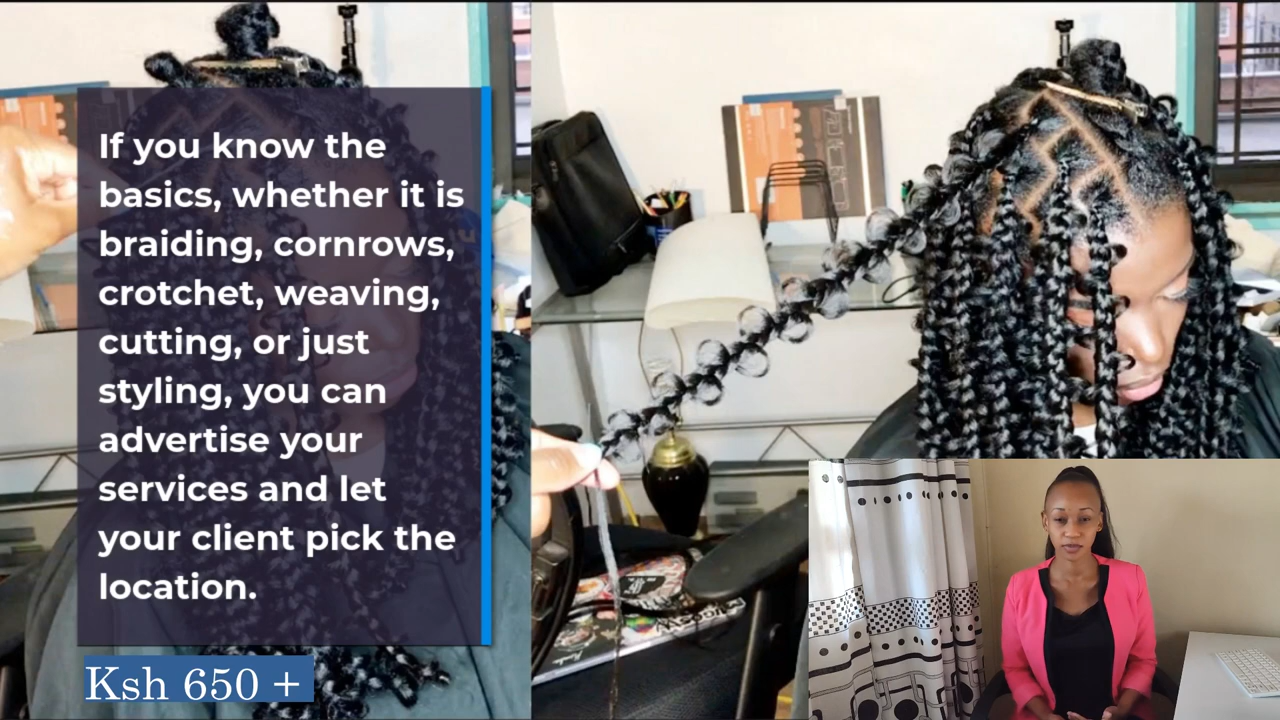 If you know the
basics, whether it is
braiding, cornrows,
crotchet, weaving,
cutting, or just
styling, you can
advertise your
services and let
your client pick the
location.
Ksh 650 +